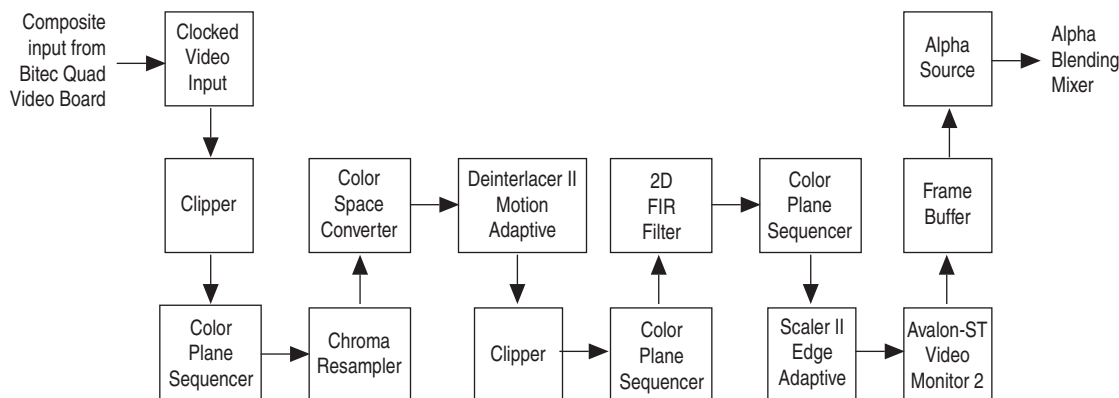 Composite
input from
Bitec Quad
Video Board
Clocked
Video
Input
Clipper
Color
Plane
Sequencer
Chroma
Resampler
Color
Space
Converter
Deinterlacer II
Motion
Adaptive
Clipper
Color
Plane
Sequencer
2D
FIR
Filter
Color
Plane
Sequencer
Scaler II
Edge
Adaptive
Avalon-ST
Video
Monitor 2
Frame
Buffer
Alpha
Source
Alpha
Blending
Mixer